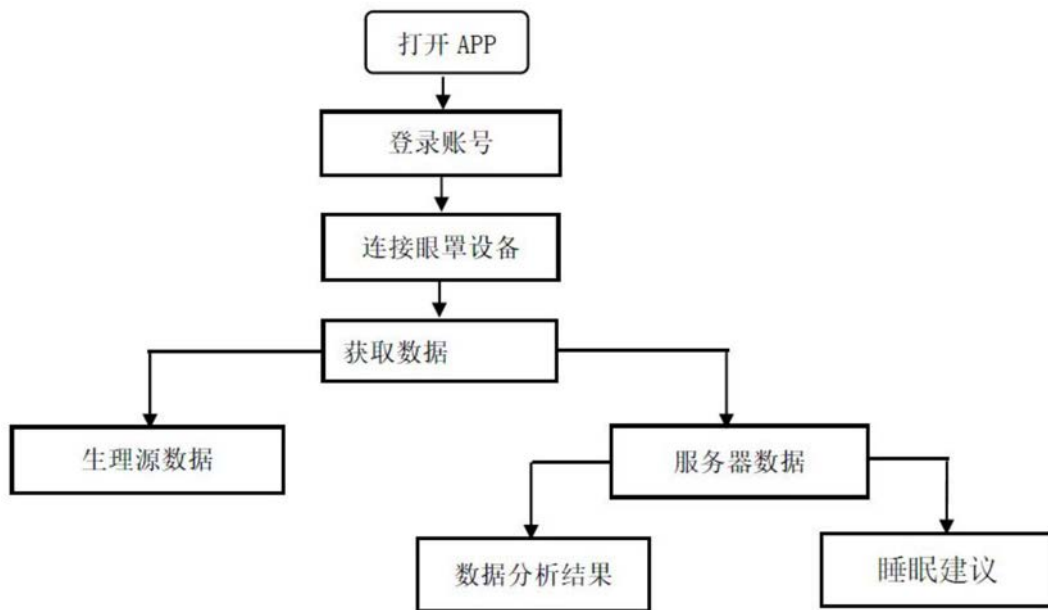 打开 APP
登录账号
连接眼罩设备
获取数据
生理源数据
服务器数据
数据分析结果
睡眠建议